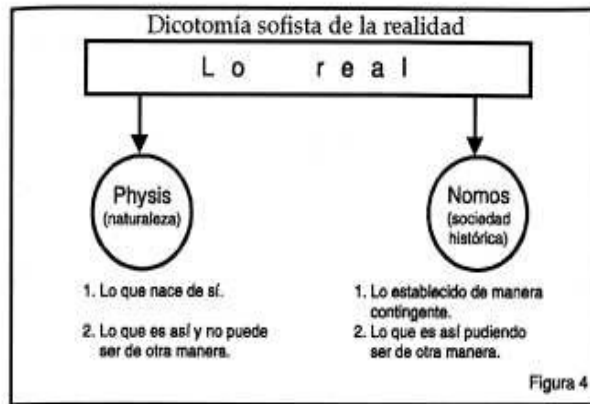 Dicotomía sofista de la realidad
Lo real
Physis
(naturaleza)
Nomos
(sociedad
histórica)
1. Lo que nace de sí.
2. Lo que es así y no puede
ser de otra manera.
1. Lo establecido de manera
contingente.
2. Lo que es así pudiendo
ser de otra manera.
Figura 4